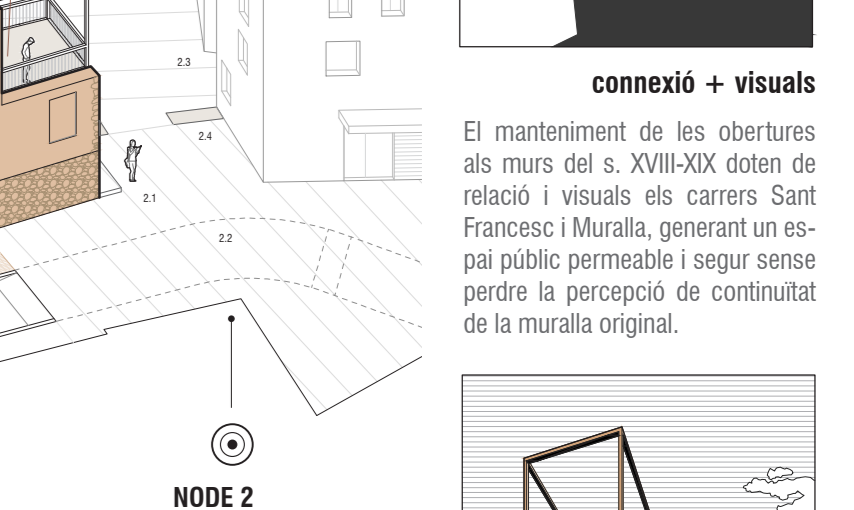 2.3
2.4
2.1
2.2
NODE 2
connexió + visuals
El manteniment de les obertures
als murs del s. XVIII-XIX doten de
relació i visuals els carrers Sant
Francesc i Muralla, generant un es-
pai públic permeable i segur sense
perdre la percepció de continuïtat
de la muralla original.